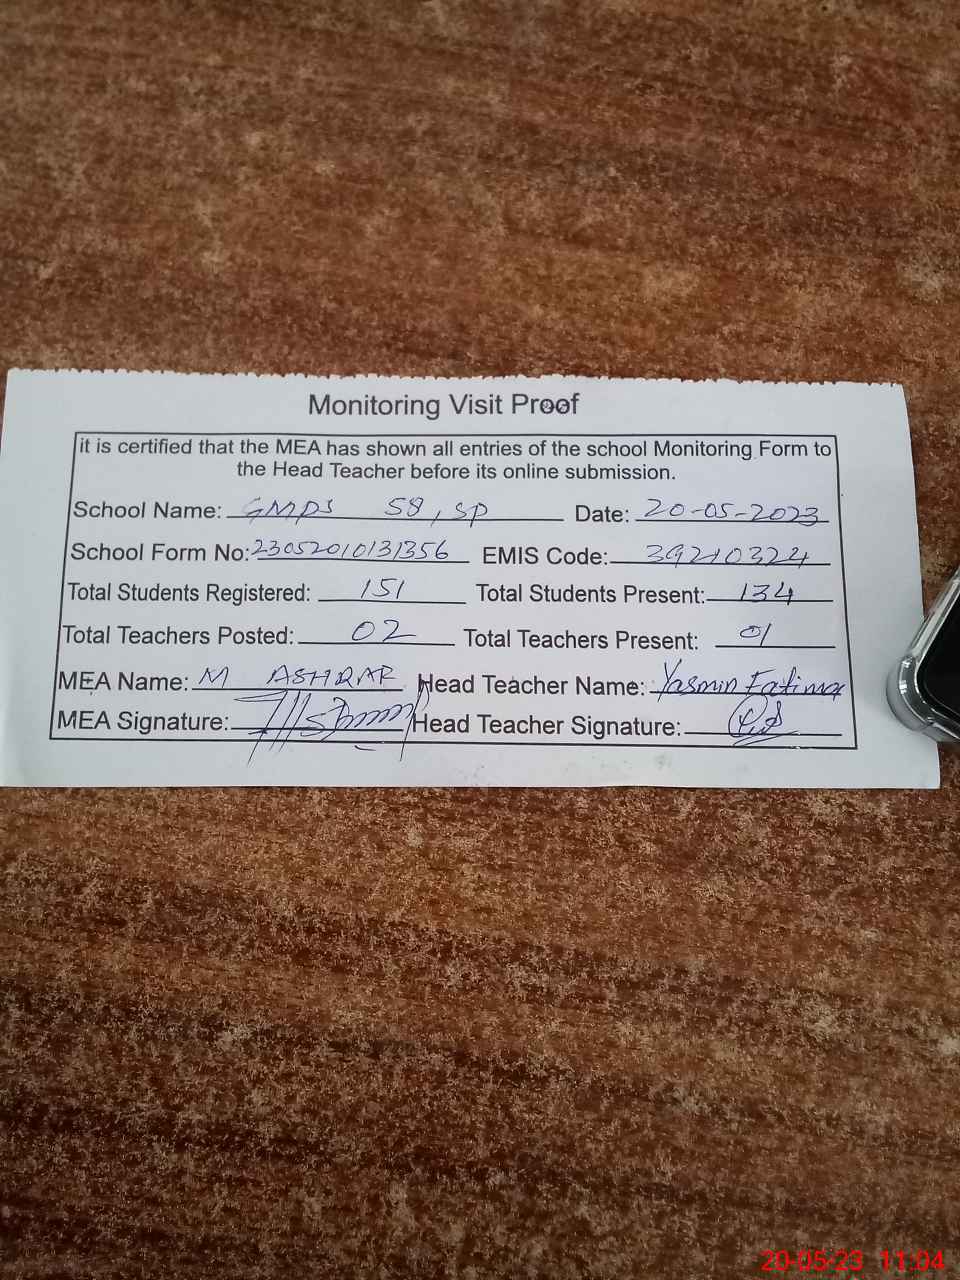 Monitoring Visit Proof
it is certified that the MEA has shown all entries of the school Monitoring Form to
the Head Teacher before its online submission.
School Name: GMPS 58, SP Date: 20-05-2023
School Form No: 23052010131356 EMIS Code: 39210324
Total Students Registered: 151 Total Students Present: 134
Total Teachers Posted: 02 Total Teachers Present: 01
MEA Name: M ASHRAF Head Teacher Name: Yasmin Fatima
MEA Signature: Head Teacher Signature:
20-05-23 11:04